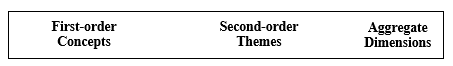 First-order
Concepts
Second-order
Themes
Aggregate
Dimensions